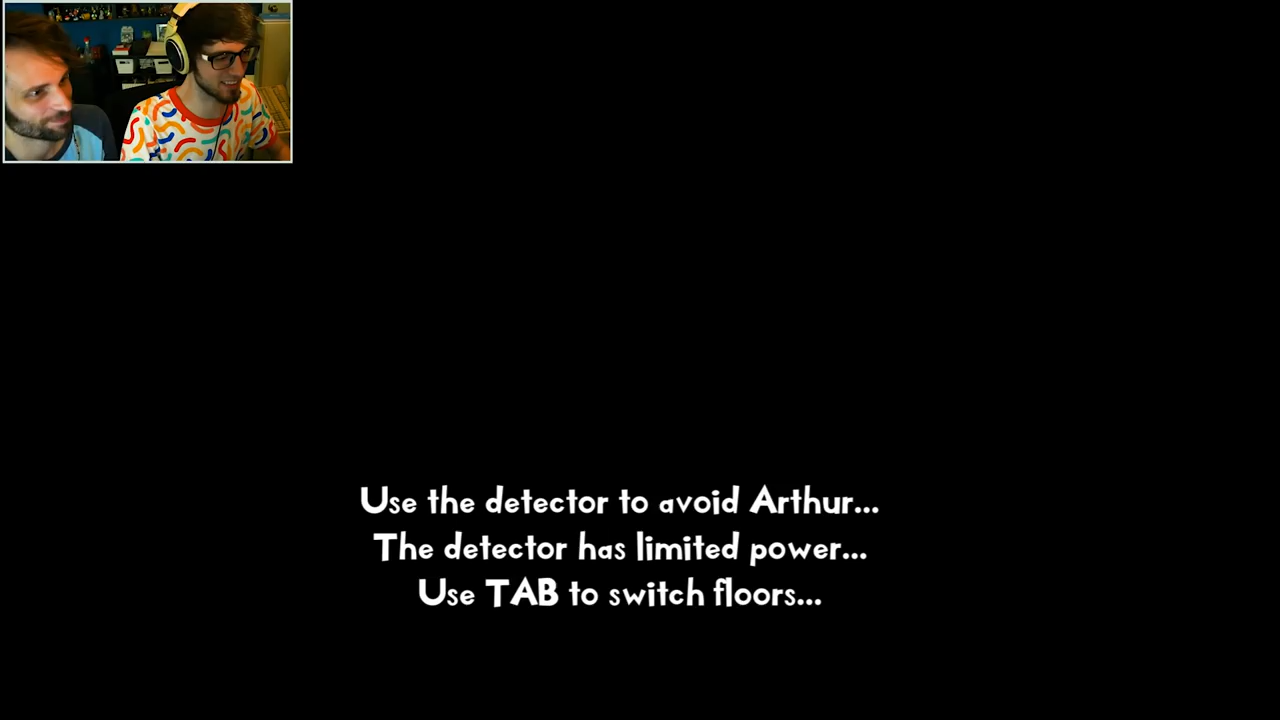 Use the detector to avoid Arthur...
The detector has limited power...
Use TAB to switch floors...